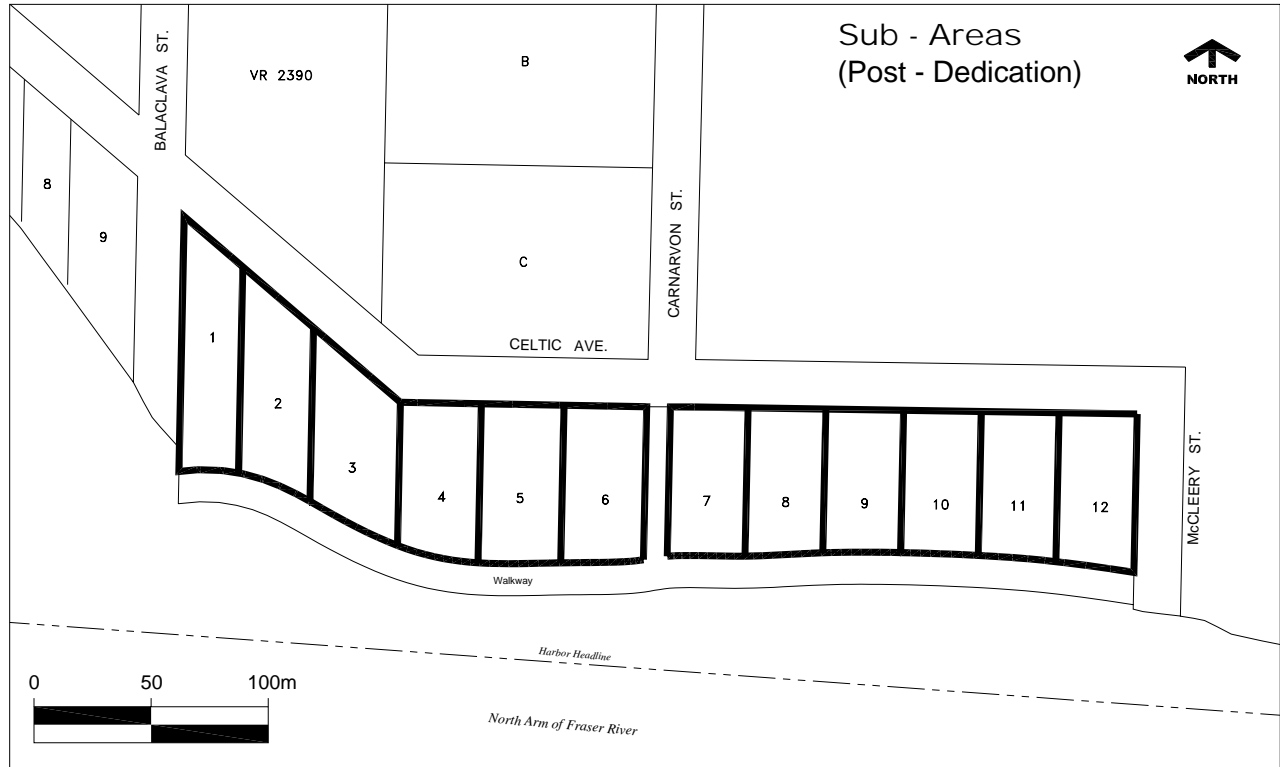 Sub - Areas
(Post - Dedication)
NORTH
BALACLAVA ST.
VR 2390
B
8
9
C
CARNARVON ST.
CELTIC AVE.
1
2
3
4
5
6
7
8
9
10
11
12
McCLEERY ST.
Walkway
Harbor Headline
0 50 100m
North Arm of Fraser River